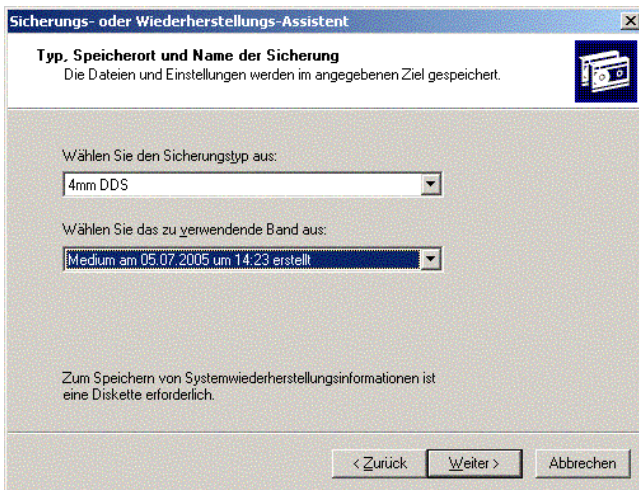 Sicherungs- oder Wiederherstellungs-Assistent
Typ, Speicherort und Name der Sicherung
Die Dateien und Einstellungen werden im angegebenen Ziel gespeichert.
Wählen Sie den Sicherungstyp aus:
4mm DDS
Wählen Sie das zu verwendende Band aus:
Medium am 05.07.2005 um 14:23 erstellt
Zum Speichern von Systemwiederherstellungsinformationen ist
eine Diskette erforderlich.
< Zurück Weiter > Abbrechen